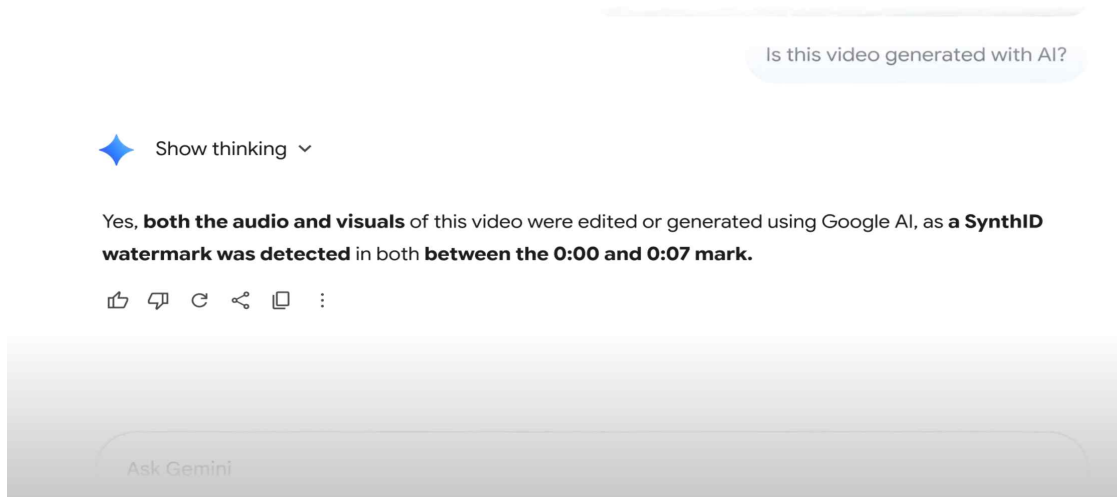 Is this video generated with AI?
Show thinking
Yes, both the audio and visuals of this video were edited or generated using Google AI, as a SynthID
watermark was detected in both between the 0:00 and 0:07 mark.
Ask Gemini